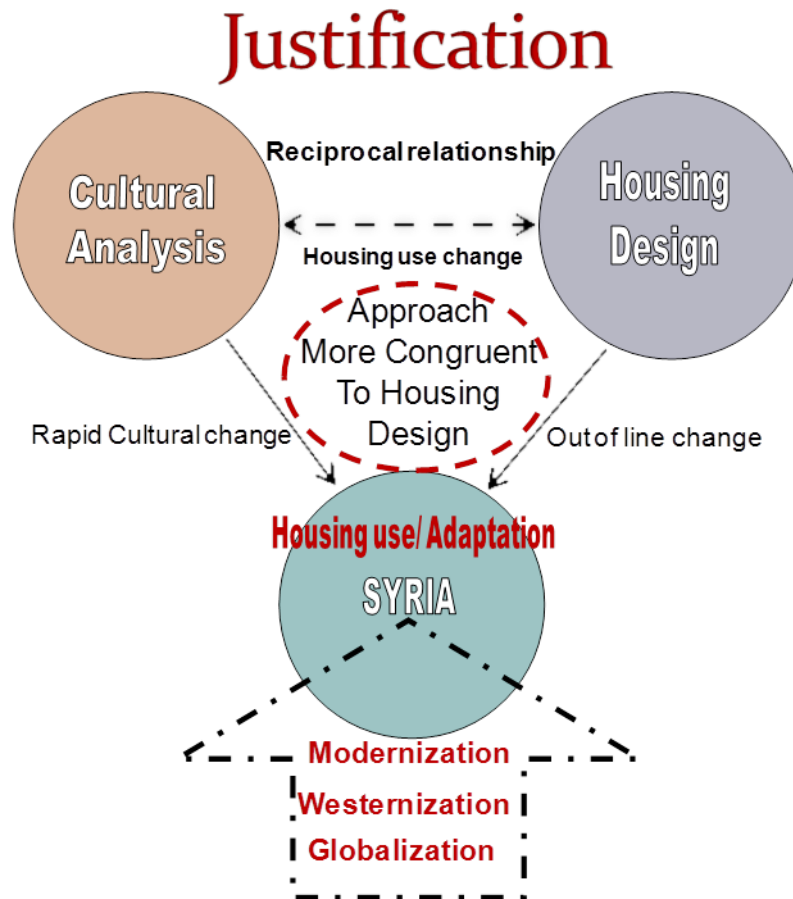 Justification
Cultural
Analysis
Reciprocal relationship
Housing use change
Housing
Design
Approach
More Congruent
To Housing
Design
Rapid Cultural change
Out of line change
Housing use/ Adaptation
SYRIA
Modernization
Westernization
Globalization